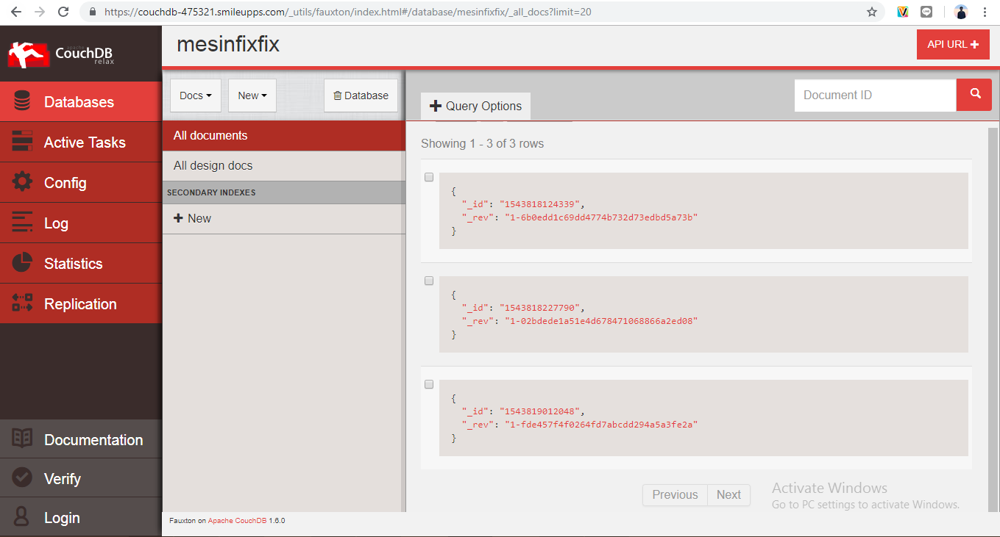 https://couchdb-475321.smileupps.com/_utils/fauxton/index.html#/database/mesinfixfix/_all_docs?limit=20
apache
CouchDB
relax
mesinfixfix
API URL
Databases
Active Tasks
Config
Log
Statistics
Replication
Documentation
Verify
Login
Docs
New
Database
All documents
All design docs
SECONDARY INDEXES
New
Query Options
Document ID
Showing 1 - 3 of 3 rows
{
"_id": "1543818124339",
"_rev": "1-6b0edd1c69dd4774b732d73edbd5a73b"
}
{
"_id": "1543818227790",
"_rev": "1-02bdede1a51e4d678471068866a2ed08"
}
{
"_id": "1543819012048",
"_rev": "1-fde457f4f0264fd7abcdd294a5a3fe2a"
}
Previous
Next
Activate Windows
Go to PC settings to activate Windows.
Fauxton on Apache CouchDB 1.6.0